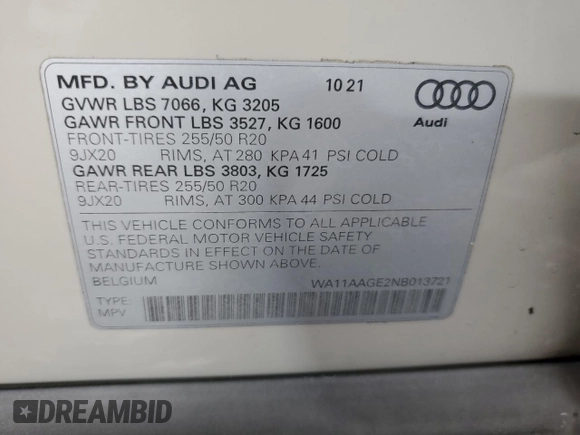 MFD. BY AUDI AG 10 21
GVWR LBS 7066, KG 3205
GAWR FRONT LBS 3527, KG 1600
FRONT-TIRES 255/50 R20
9JX20 RIMS, AT 280 KPA 41 PSI COLD
GAWR REAR LBS 3803, KG 1725
REAR-TIRES 255/50 R20
9JX20 RIMS, AT 300 KPA 44 PSI COLD
Audi
THIS VEHICLE CONFORMS TO ALL APPLICABLE
U.S. FEDERAL MOTOR VEHICLE SAFETY
STANDARDS IN EFFECT ON THE DATE OF
MANUFACTURE SHOWN ABOVE.
BELGIUM WA11AAGE2NB013721
TYPE:
MPV
DREAMBID